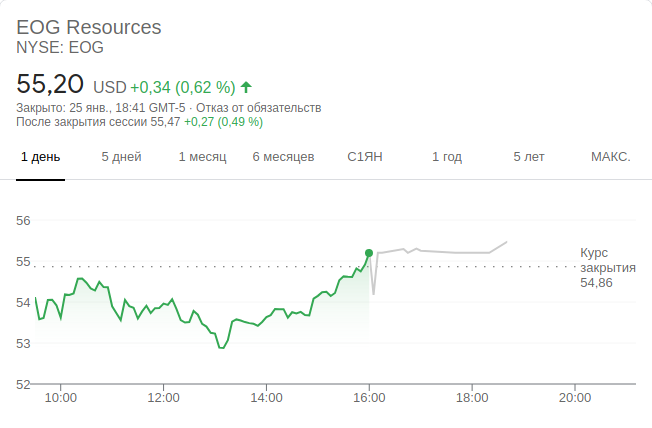 EOG Resources
NYSE: EOG
55,20 USD +0,34 (0,62 %)
Закрыто: 25 янв., 18:41 GMT-5 · Отказ от обязательств
После закрытия сессии 55,47 +0,27 (0,49 %)
1 день 5 дней 1 месяц 6 месяцев С1ЯН 1 год 5 лет МАКС.
56
55
54
53
52
Курс
закрытия
54,86
10:00 12:00 14:00 16:00 18:00 20:00